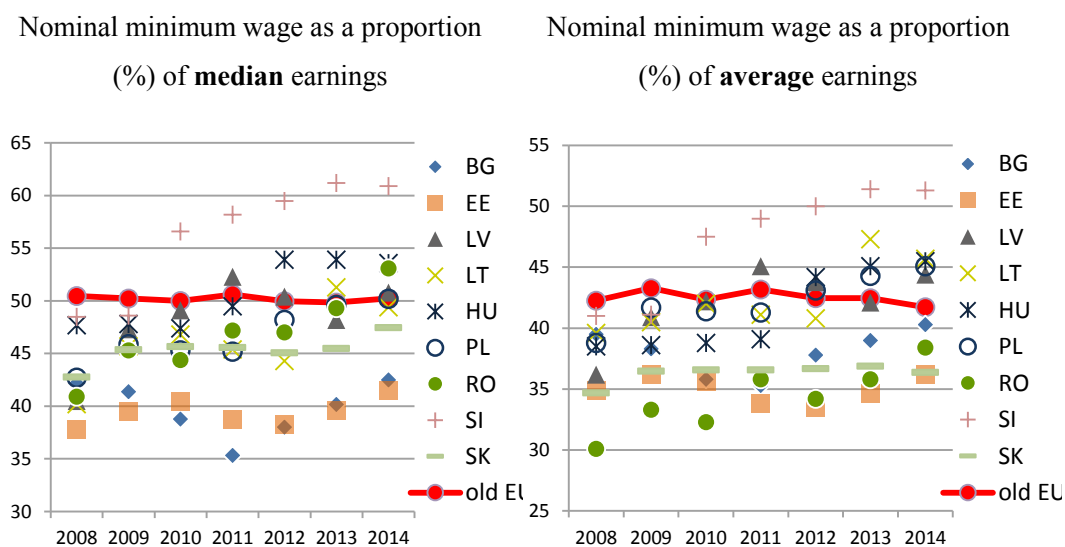 Nominal minimum wage as a proportion
(%) of median earnings
65
60
55
50
45
40
35
30
2008 2009 2010 2011 2012 2013 2014
BG
EE
LV
LT
HU
PL
RO
SI
SK
old EU
Nominal minimum wage as a proportion
(%) of average earnings
55
50
45
40
35
30
25
2008 2009 2010 2011 2012 2013 2014
BG
EE
LV
LT
HU
PL
RO
SI
SK
old EU